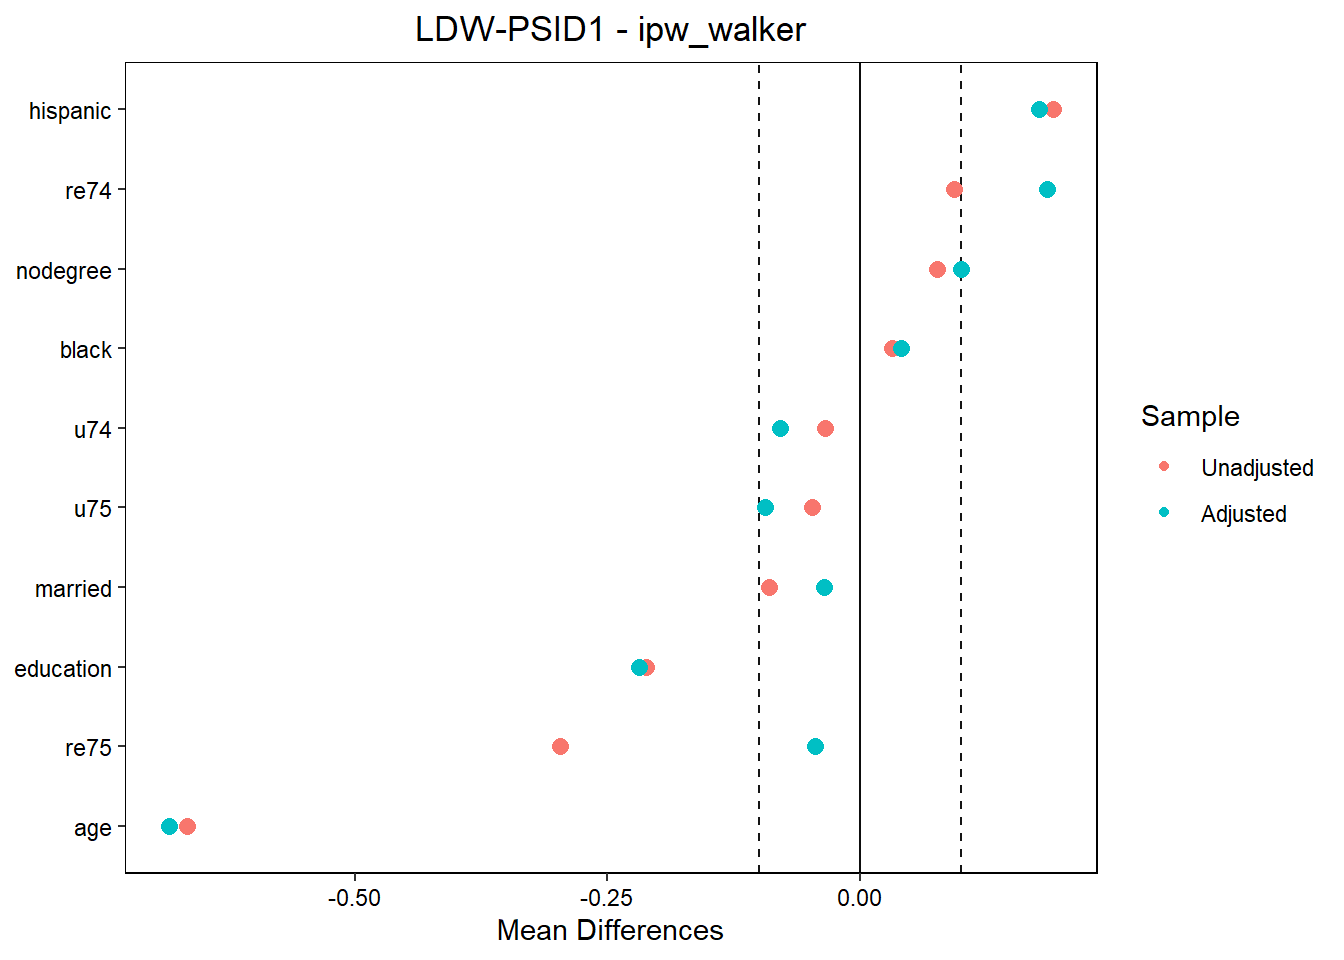 LDW-PSID1 - ipw_walker
hispanic
re74
nodegree
black
u74
u75
married
education
re75
age
-0.50
-0.25
0.00
Mean Differences
Sample
Unadjusted
Adjusted